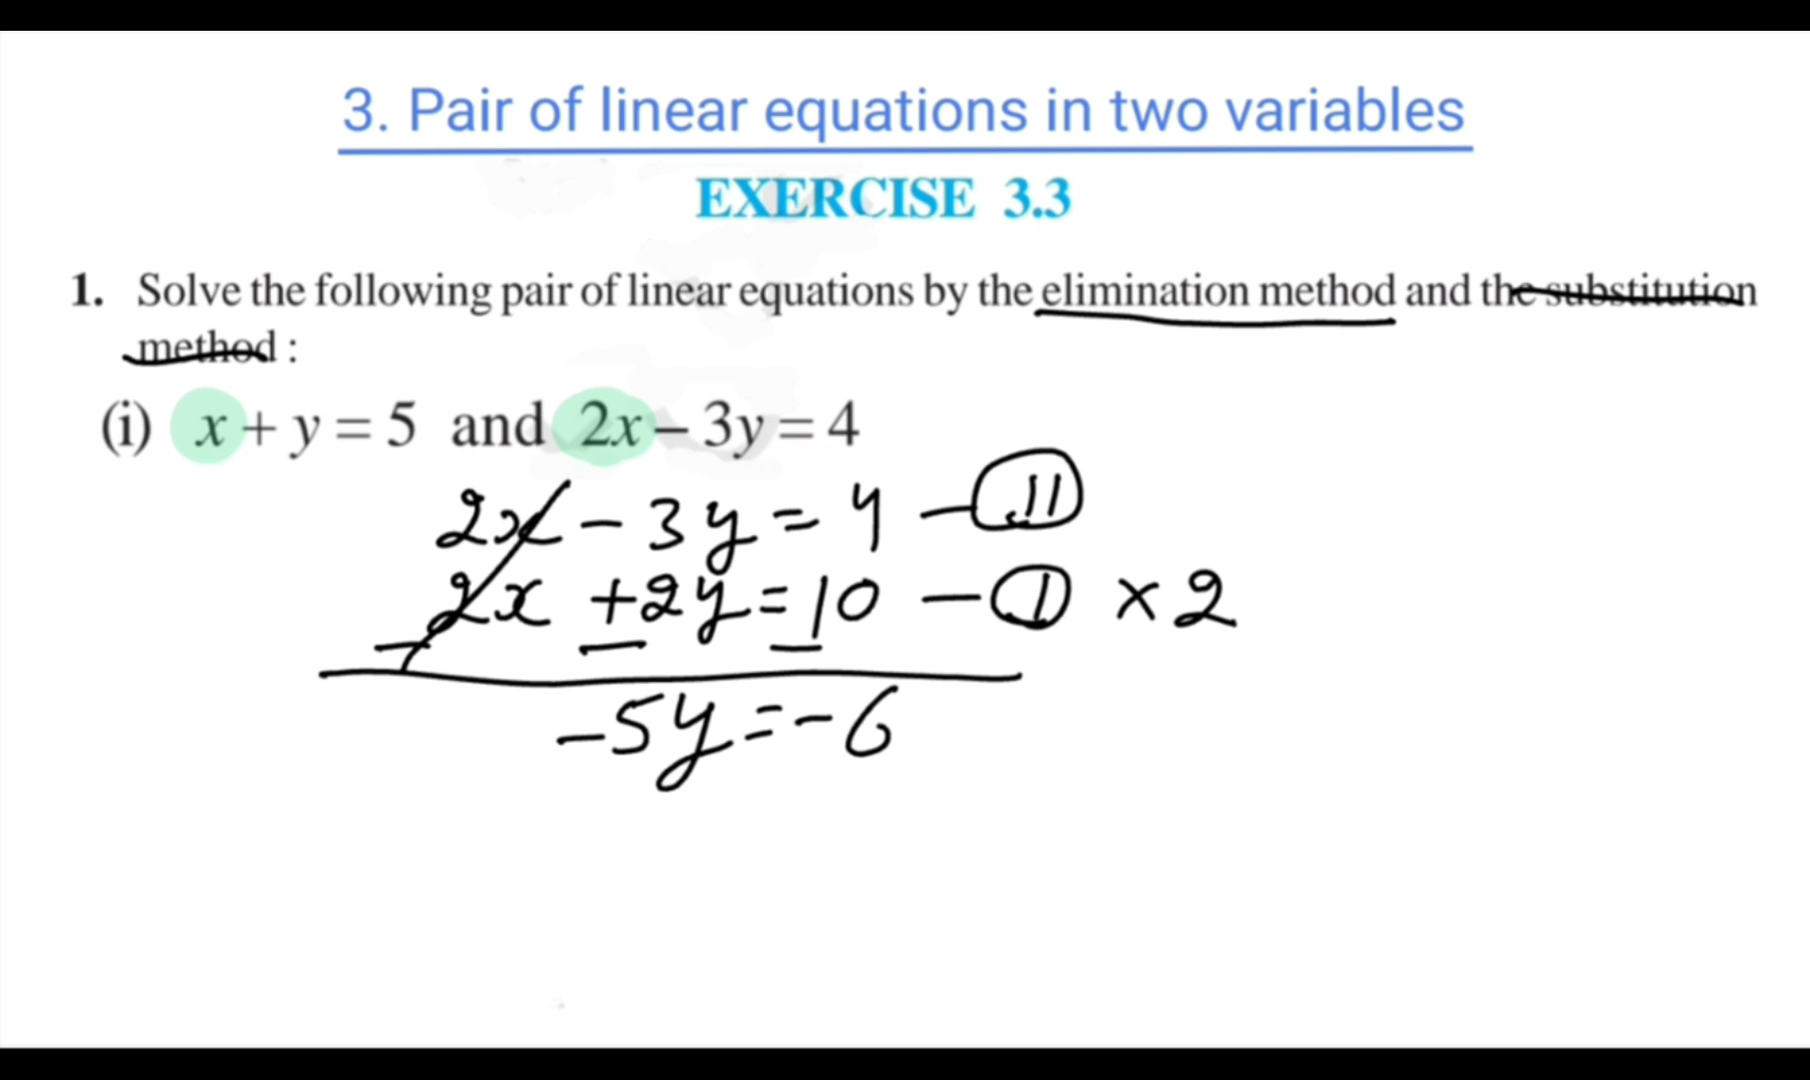 3. Pair of linear equations in two variables
EXERCISE 3.3
1. Solve the following pair of linear equations by the elimination method and the substitution
method :
(i) x + y = 5 and 2x – 3y = 4
2x - 3y = 4 - 11
2x + 2y = 10 - 1 × 2
- - -
-5y = -6